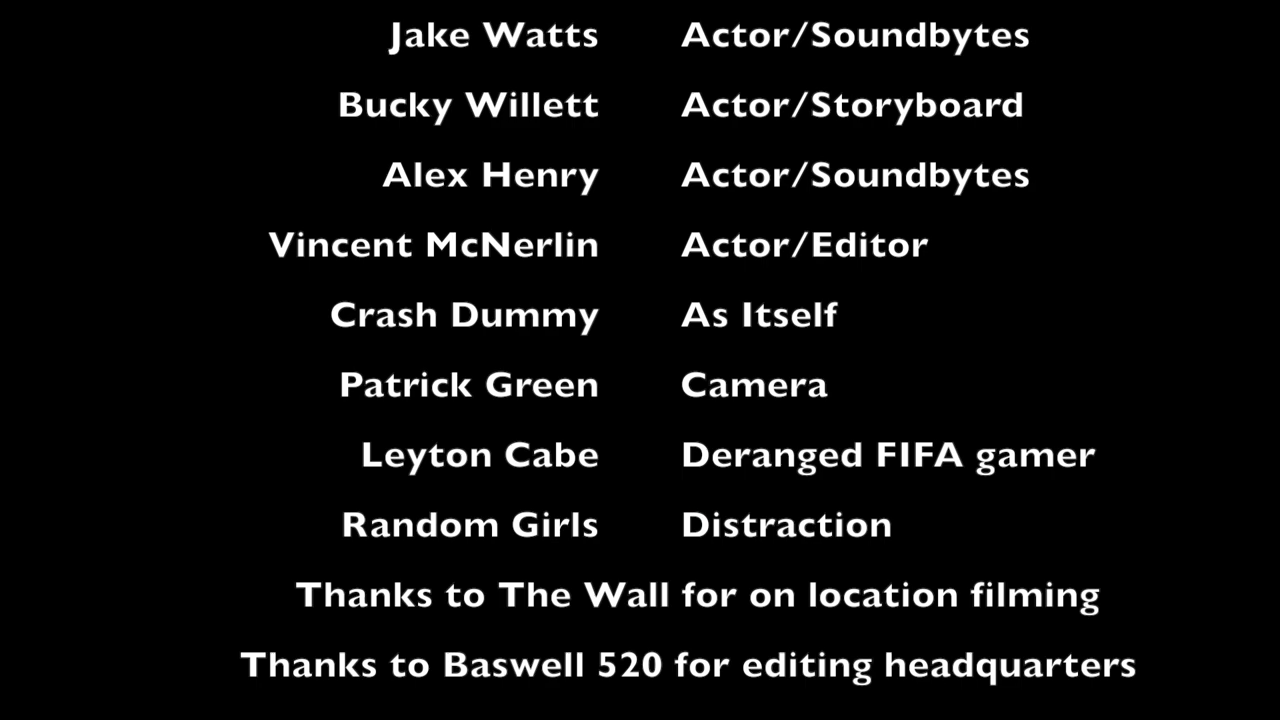 Jake Watts Actor/Soundbytes
Bucky Willett Actor/Storyboard
Alex Henry Actor/Soundbytes
Vincent McNerlin Actor/Editor
Crash Dummy As Itself
Patrick Green Camera
Leyton Cabe Deranged FIFA gamer
Random Girls Distraction
Thanks to The Wall for on location filming
Thanks to Baswell 520 for editing headquarters